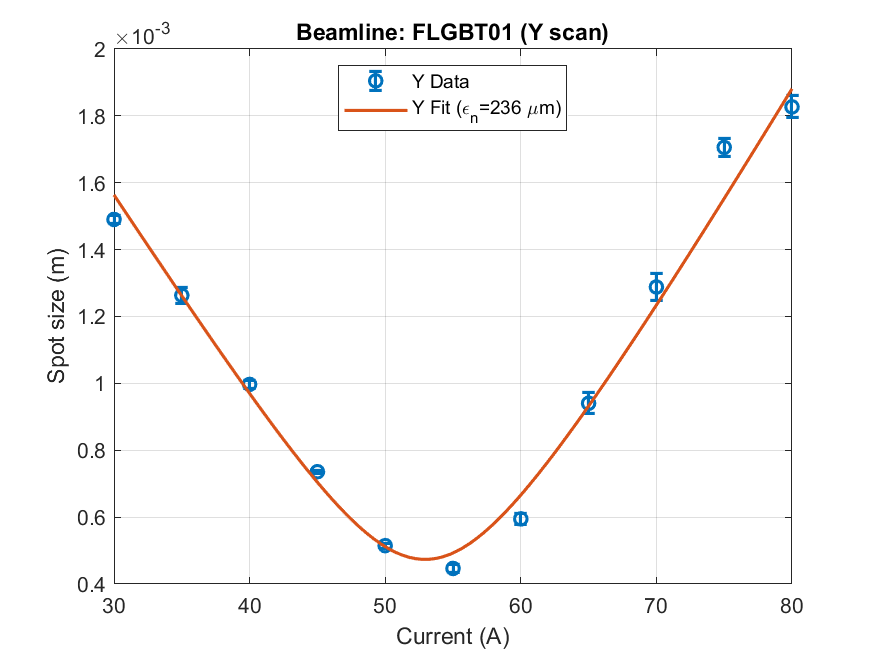 Beamline: FLGBT01 (Y scan)
×10-3
Y Data
Y Fit (ϵn=236 μm)
2
1.8
1.6
1.4
1.2
1
0.8
0.6
0.4
Spot size (m)
30 40 50 60 70 80
Current (A)